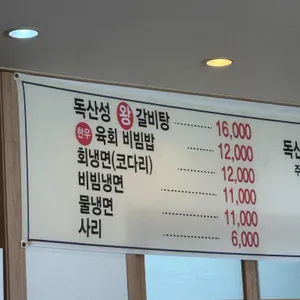 독산성 왕 갈비탕 16,000
한우 육회 비빔밥 12,000
회냉면(코다리) 12,000
비빔냉면 11,000
물냉면 11,000
사리 6,000
독산